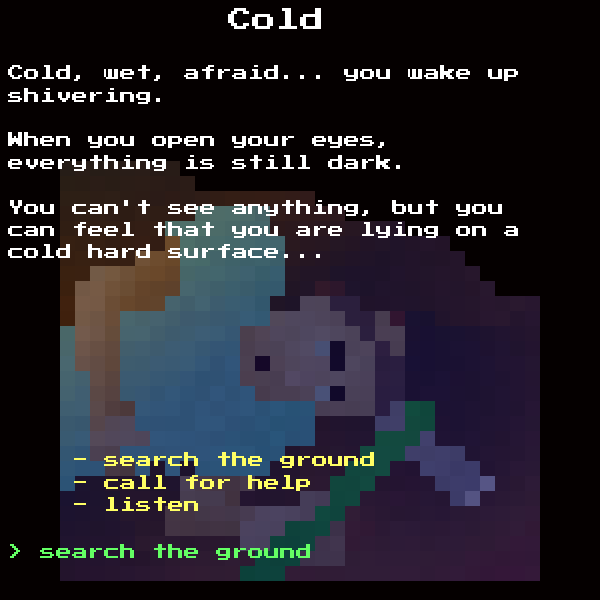 Cold
Cold, wet, afraid... you wake up
shivering.
When you open your eyes,
everything is still dark.
You can't see anything, but you
can feel that you are lying on a
cold hard surface...
- search the ground
- call for help
- listen
> search the ground